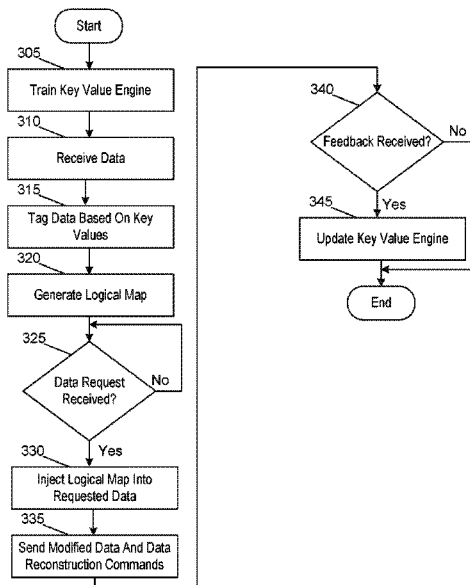 Start
305
Train Key Value Engine
310
Receive Data
315
Tag Data Based On Key
Values
320
Generate Logical Map
325
Data Request
Received?
No
Yes
330
Inject Logical Map Into
Requested Data
335
Send Modified Data And Data
Reconstruction Commands
340
Feedback Received?
No
Yes
345
Update Key Value Engine
End